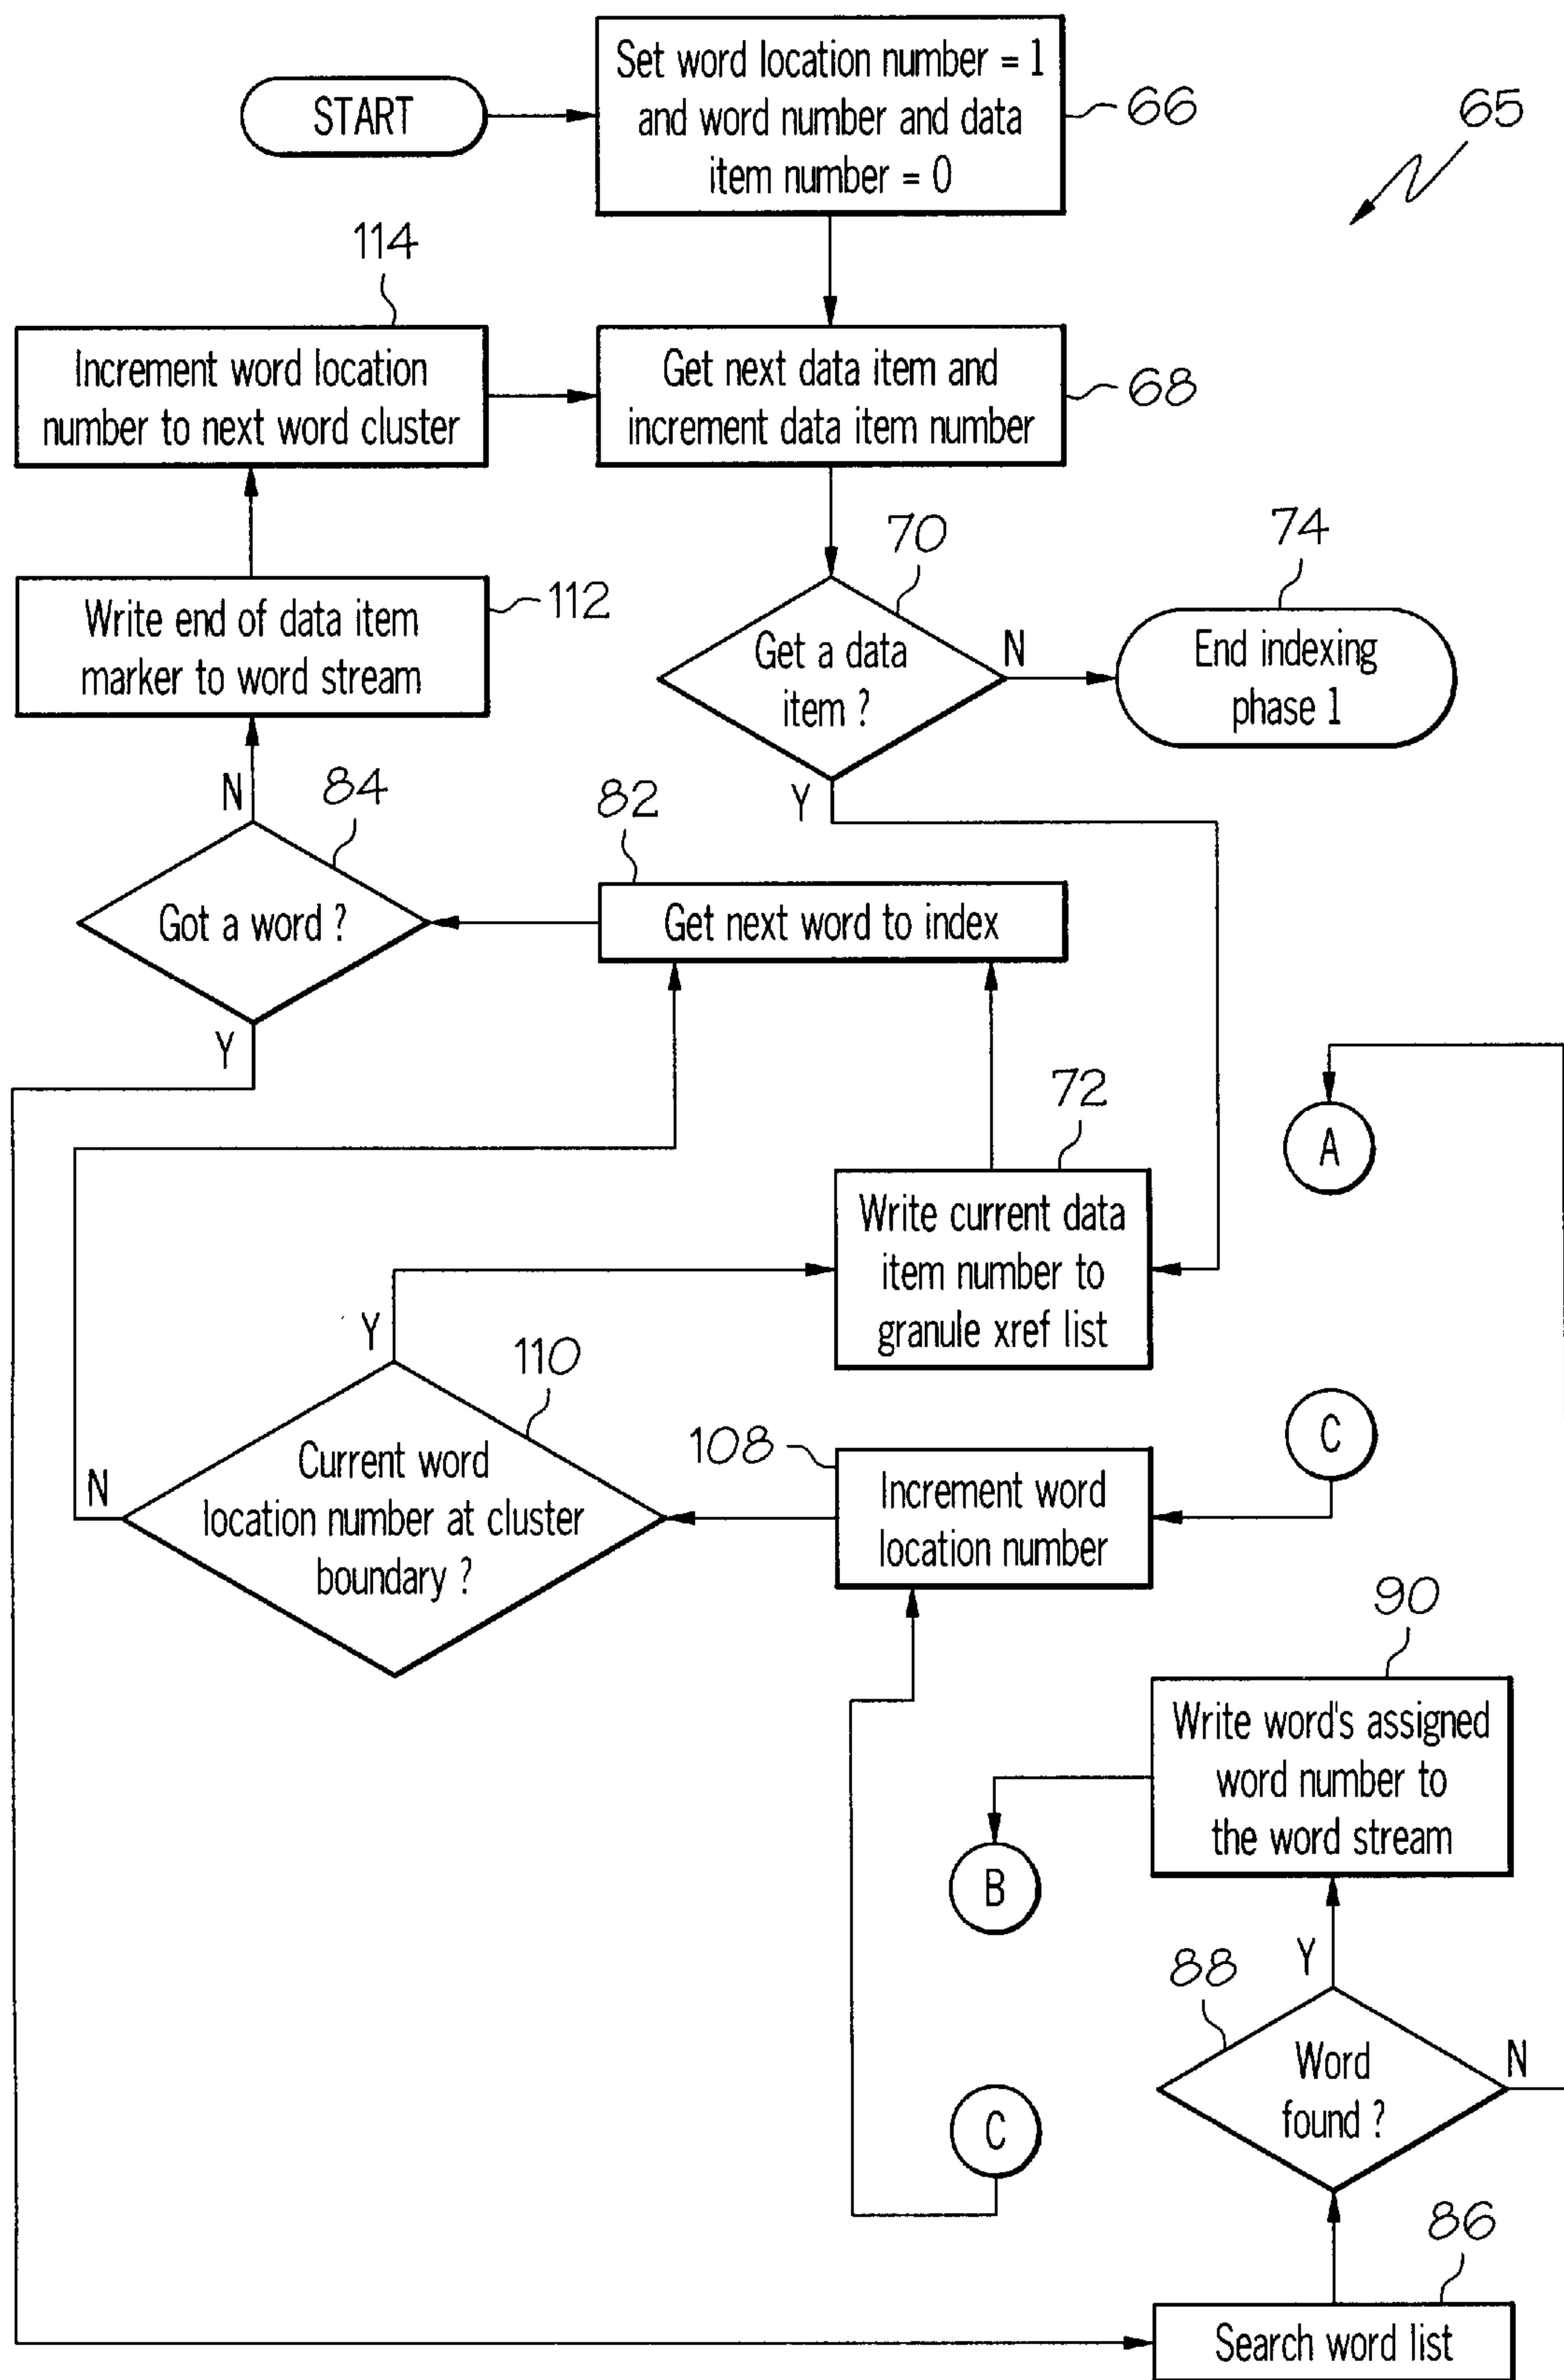 START
Set word location number = 1
and word number and data
item number = 0
66
65
114
Increment word location
number to next word cluster
Get next data item and
increment data item number
68
70
74
Write end of data item
marker to word stream
112
Get a data
item ?
N
End indexing
phase 1
Y
N
84
82
Got a word ?
Get next word to index
Y
72
A
Write current data
item number to
granule xref list
Y
110
108
C
N
Current word
location number at cluster
boundary ?
Increment word
location number
90
Write word's assigned
word number to
the word stream
B
88
Y
Word
found ?
N
C
86
Search word list